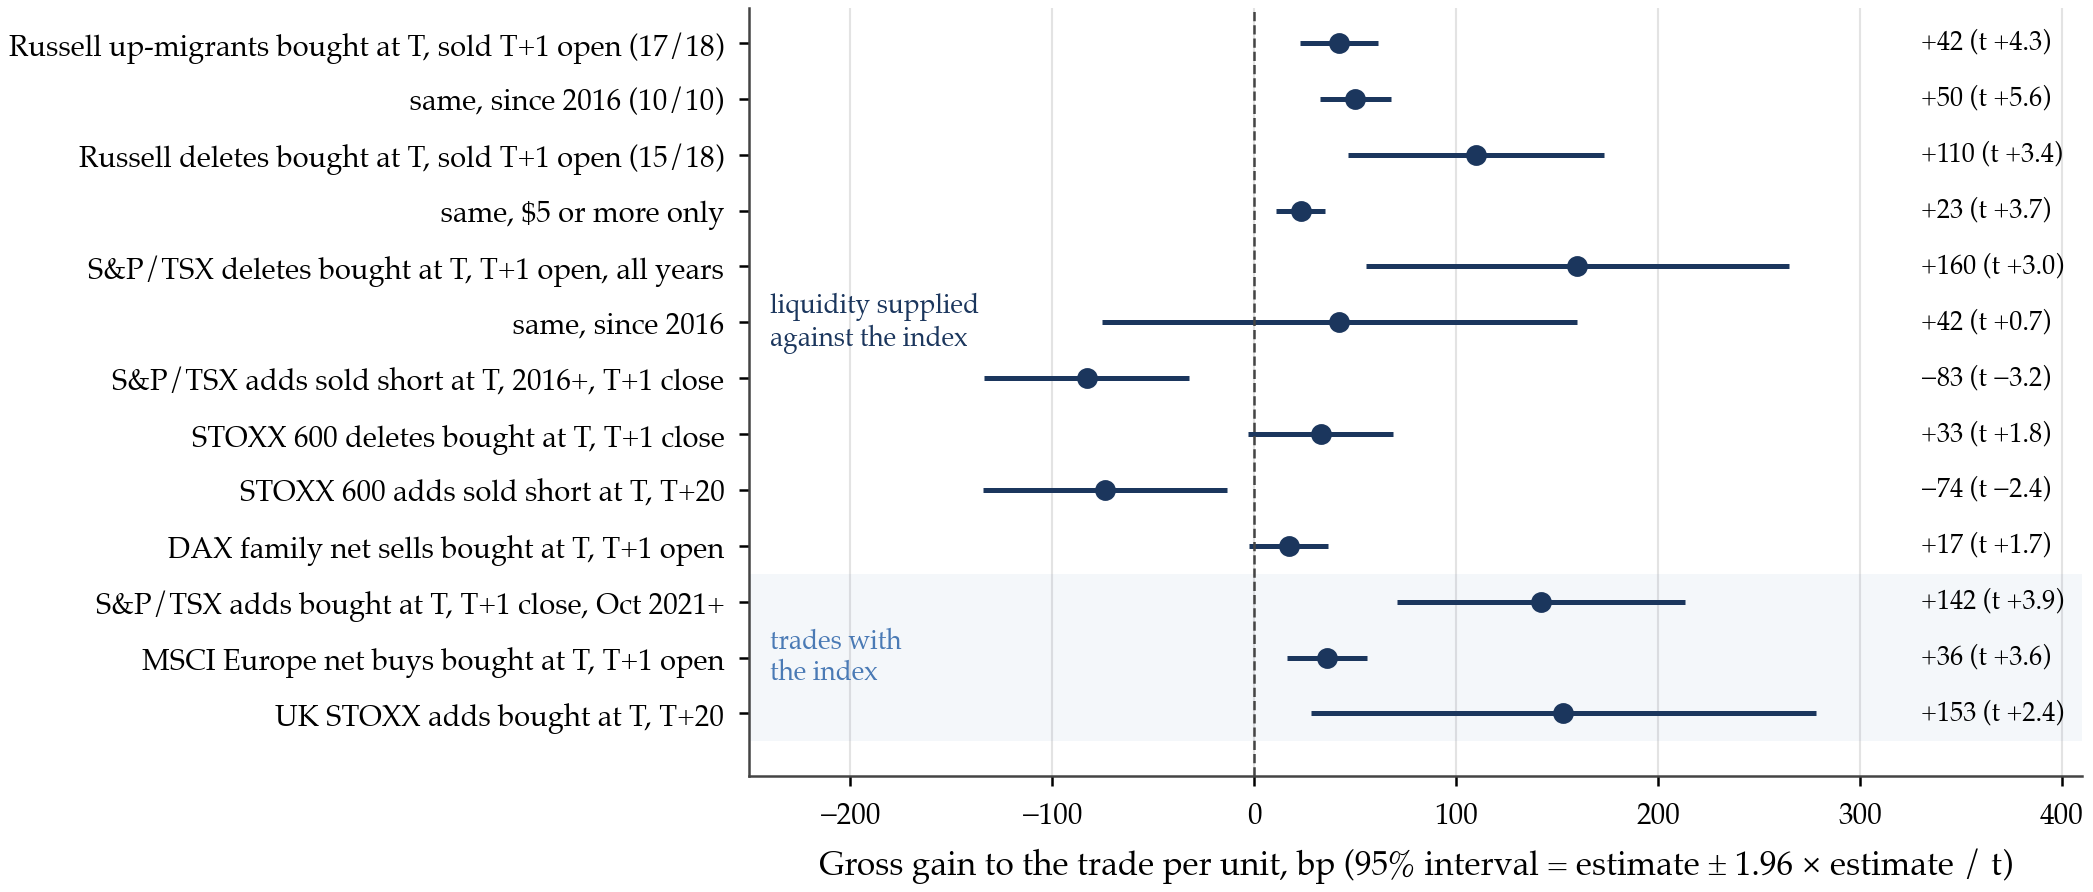 Russell up-migrants bought at T, sold T+1 open (17/18)
+42 (t +4.3)
same, since 2016 (10/10)
+50 (t +5.6)
Russell deletes bought at T, sold T+1 open (15/18)
+110 (t +3.4)
same, $5 or more only
+23 (t +3.7)
S&P/TSX deletes bought at T, T+1 open, all years
+160 (t +3.0)
liquidity supplied
against the index
same, since 2016
+42 (t +0.7)
S&P/TSX adds sold short at T, 2016+, T+1 close
−83 (t −3.2)
STOXX 600 deletes bought at T, T+1 close
+33 (t +1.8)
STOXX 600 adds sold short at T, T+20
−74 (t −2.4)
DAX family net sells bought at T, T+1 open
+17 (t +1.7)
S&P/TSX adds bought at T, T+1 close, Oct 2021+
+142 (t +3.9)
trades with
the index
MSCI Europe net buys bought at T, T+1 open
+36 (t +3.6)
UK STOXX adds bought at T, T+20
+153 (t +2.4)
−200 −100 0 100 200 300 400
Gross gain to the trade per unit, bp (95% interval = estimate ± 1.96 × estimate / t)